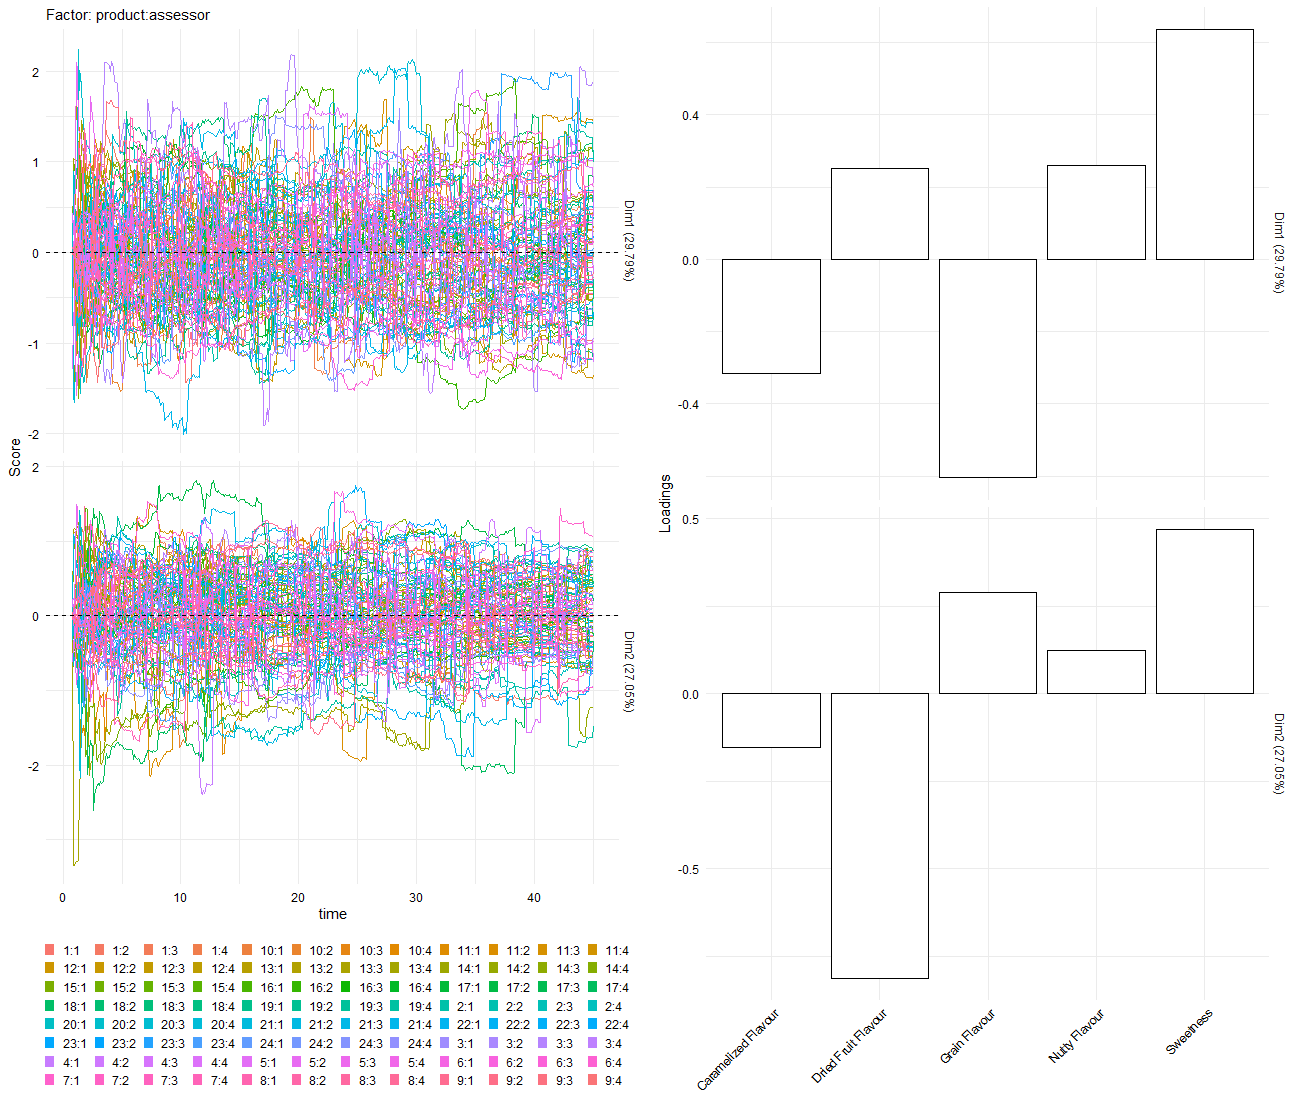 Factor: product:assessor
Score
2
1
0
-1
-2
Dim1 (29.79%)
2
0
-2
Dim2 (27.05%)
0 10 20 30 40
time
1:1 1:2 1:3 1:4 10:1 10:2 10:3 10:4 11:1 11:2 11:3 11:4
12:1 12:2 12:3 12:4 13:1 13:2 13:3 13:4 14:1 14:2 14:3 14:4
15:1 15:2 15:3 15:4 16:1 16:2 16:3 16:4 17:1 17:2 17:3 17:4
18:1 18:2 18:3 18:4 19:1 19:2 19:3 19:4 2:1 2:2 2:3 2:4
20:1 20:2 20:3 20:4 21:1 21:2 21:3 21:4 22:1 22:2 22:3 22:4
23:1 23:2 23:3 23:4 24:1 24:2 24:3 24:4 3:1 3:2 3:3 3:4
4:1 4:2 4:3 4:4 5:1 5:2 5:3 5:4 6:1 6:2 6:3 6:4
7:1 7:2 7:3 7:4 8:1 8:2 8:3 8:4 9:1 9:2 9:3 9:4
Loadings
0.4
0.0
-0.4
Dim1 (29.79%)
0.5
0.0
-0.5
Dim2 (27.05%)
Caramelized Flavour
Dried Fruit Flavour
Grain Flavour
Nutty Flavour
Sweetness